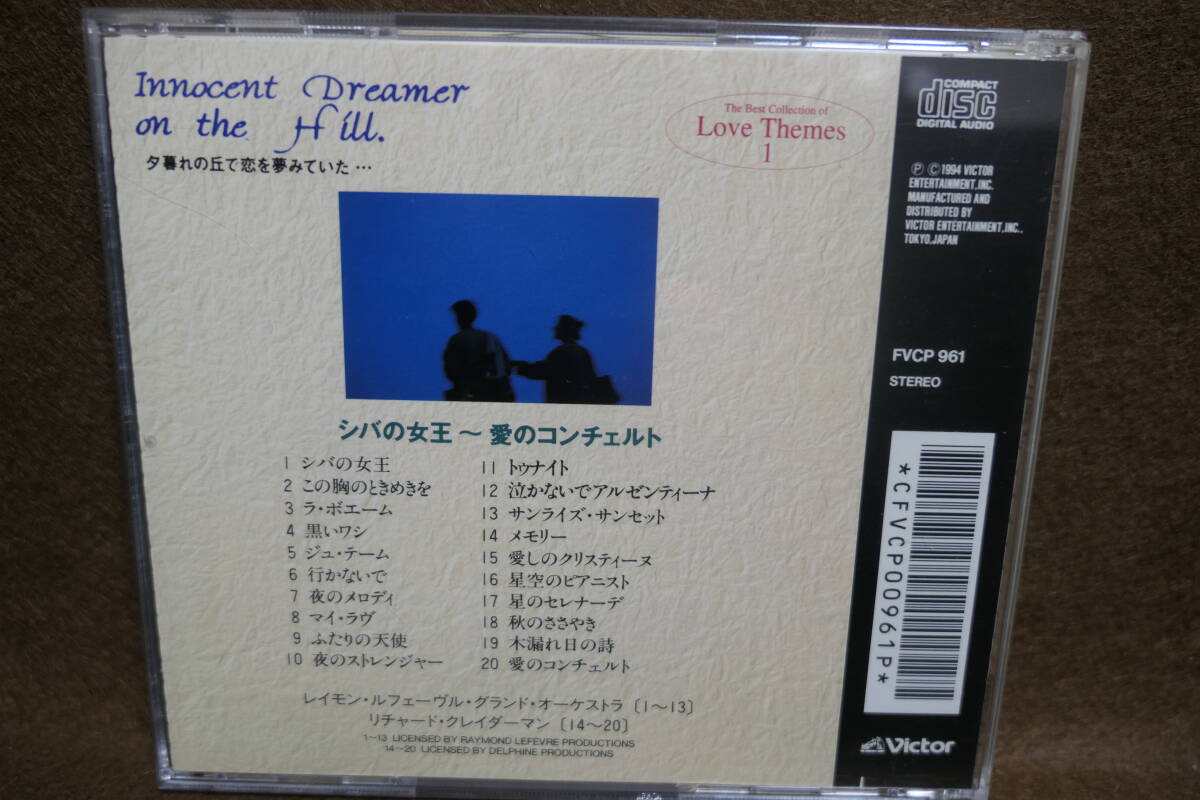 Innocent Dreamer
on the Hill.
夕暮れの丘で恋を夢みていた…
The Best Collection of
Love Themes
1
シバの女王～愛のコンチェルト
1 シバの女王
2 この胸のときめきを
3 ラ・ボエーム
4 黒いワシ
5 ジュ・テーム
6 行かないで
7 夜のメロディ
8 マイ・ラヴ
9 ふたりの天使
10 夜のストレンジャー
11 トゥナイト
12 泣かないでアルゼンティーナ
13 サンライズ・サンセット
14 メモリー
15 愛しのクリスティーヌ
16 星空のピアニスト
17 星のセレナーデ
18 秋のささやき
19 木漏れ日の詩
20 愛のコンチェルト
レイモン・ルフェーヴル・グランド・オーケストラ〔1～13〕
リチャード・クレイダーマン〔14～20〕
1～13 LICENSED BY RAYMOND LEFEVRE PRODUCTIONS
14～20 LICENSED BY DELPHINE PRODUCTIONS
COMPACT
disc
DIGITAL AUDIO
Ⓟ Ⓒ 1994 VICTOR
ENTERTAINMENT, INC.
MANUFACTURED AND
DISTRIBUTED BY
VICTOR ENTERTAINMENT, INC.,
TOKYO, JAPAN
FVCP 961
STEREO
*CFVCP00961P*
Victor